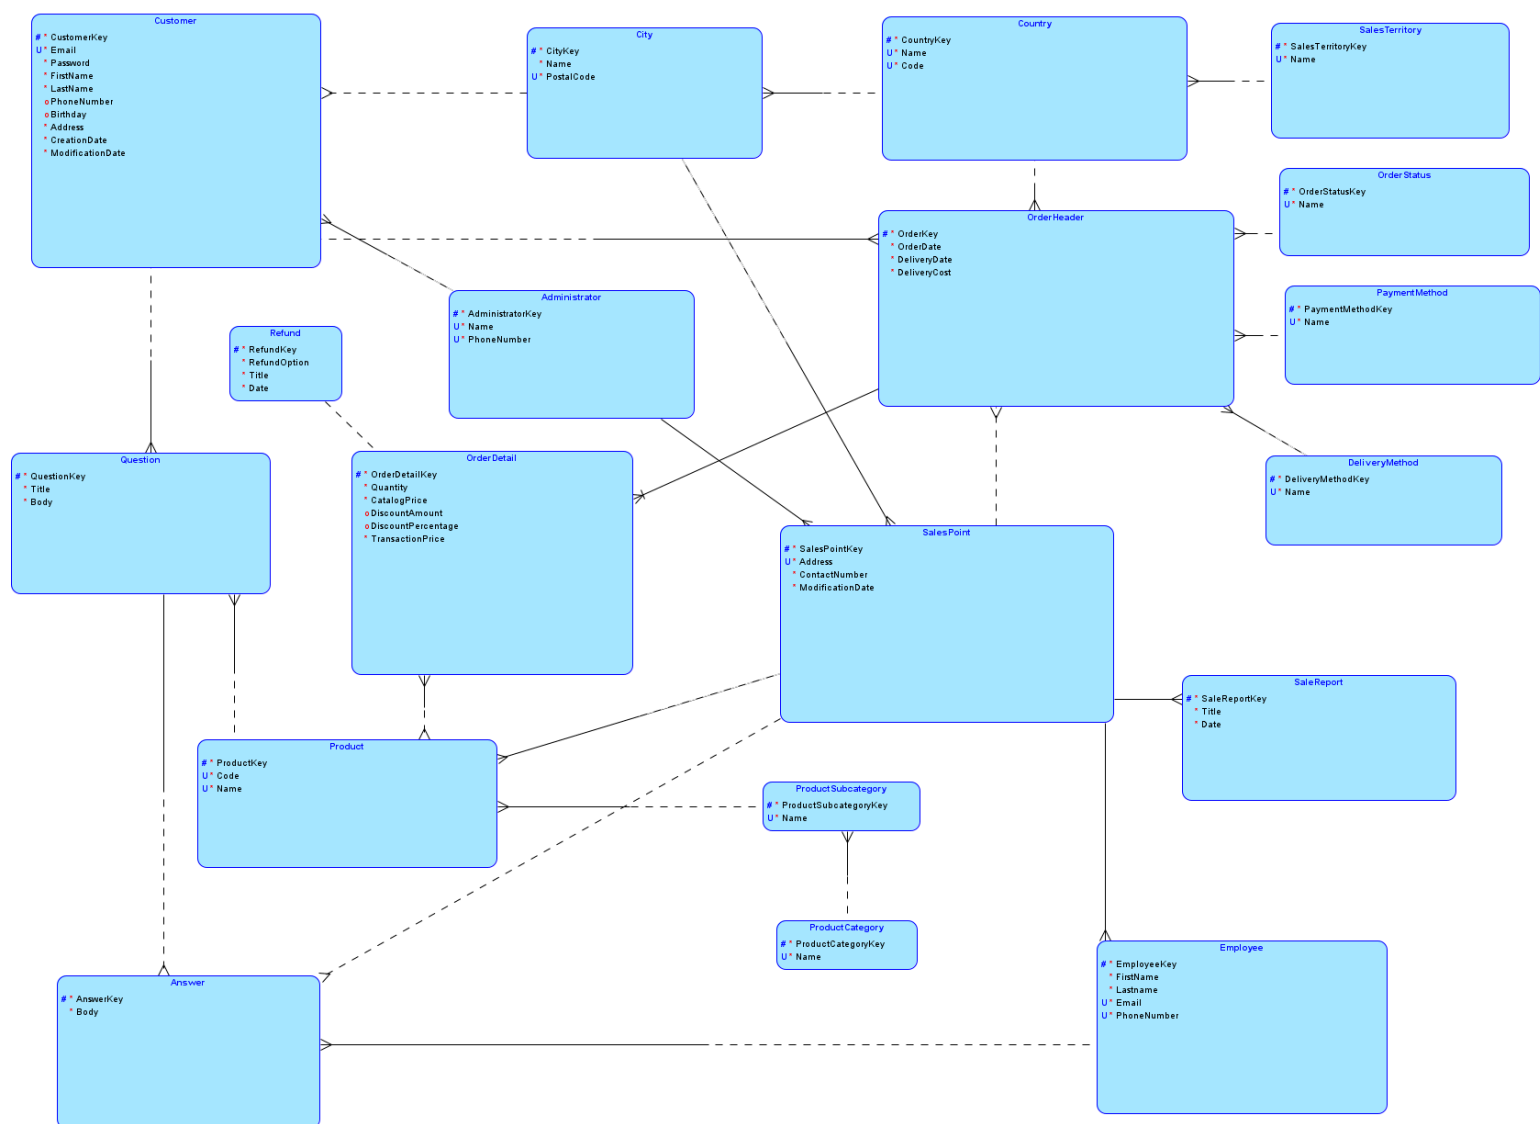 Customer
# * CustomerKey
U * Email
* Password
* FirstName
* LastName
o PhoneNumber
o Birthday
* Address
* CreationDate
* ModificationDate
City
# * CityKey
* Name
U * PostalCode
Country
# * CountryKey
U * Name
U * Code
SalesTerritory
# * SalesTerritoryKey
U * Name
OrderStatus
# * OrderStatusKey
U * Name
OrderHeader
# * OrderKey
* OrderDate
* DeliveryDate
* DeliveryCost
Administrator
# * AdministratorKey
U * Name
U * PhoneNumber
PaymentMethod
# * PaymentMethodKey
U * Name
Refund
# * RefundKey
* RefundOption
* Title
* Date
Question
# * QuestionKey
* Title
* Body
OrderDetail
# * OrderDetailKey
* Quantity
* CatalogPrice
o DiscountAmount
o DiscountPercentage
* TransactionPrice
DeliveryMethod
# * DeliveryMethodKey
U * Name
SalesPoint
# * SalesPointKey
U * Address
* ContactNumber
* ModificationDate
SaleReport
# * SaleReportKey
* Title
* Date
Product
# * ProductKey
U * Code
U * Name
ProductSubcategory
# * ProductSubcategoryKey
U * Name
ProductCategory
# * ProductCategoryKey
U * Name
Employee
# * EmployeeKey
* FirstName
* Lastname
U * Email
U * PhoneNumber
Answer
# * AnswerKey
* Body